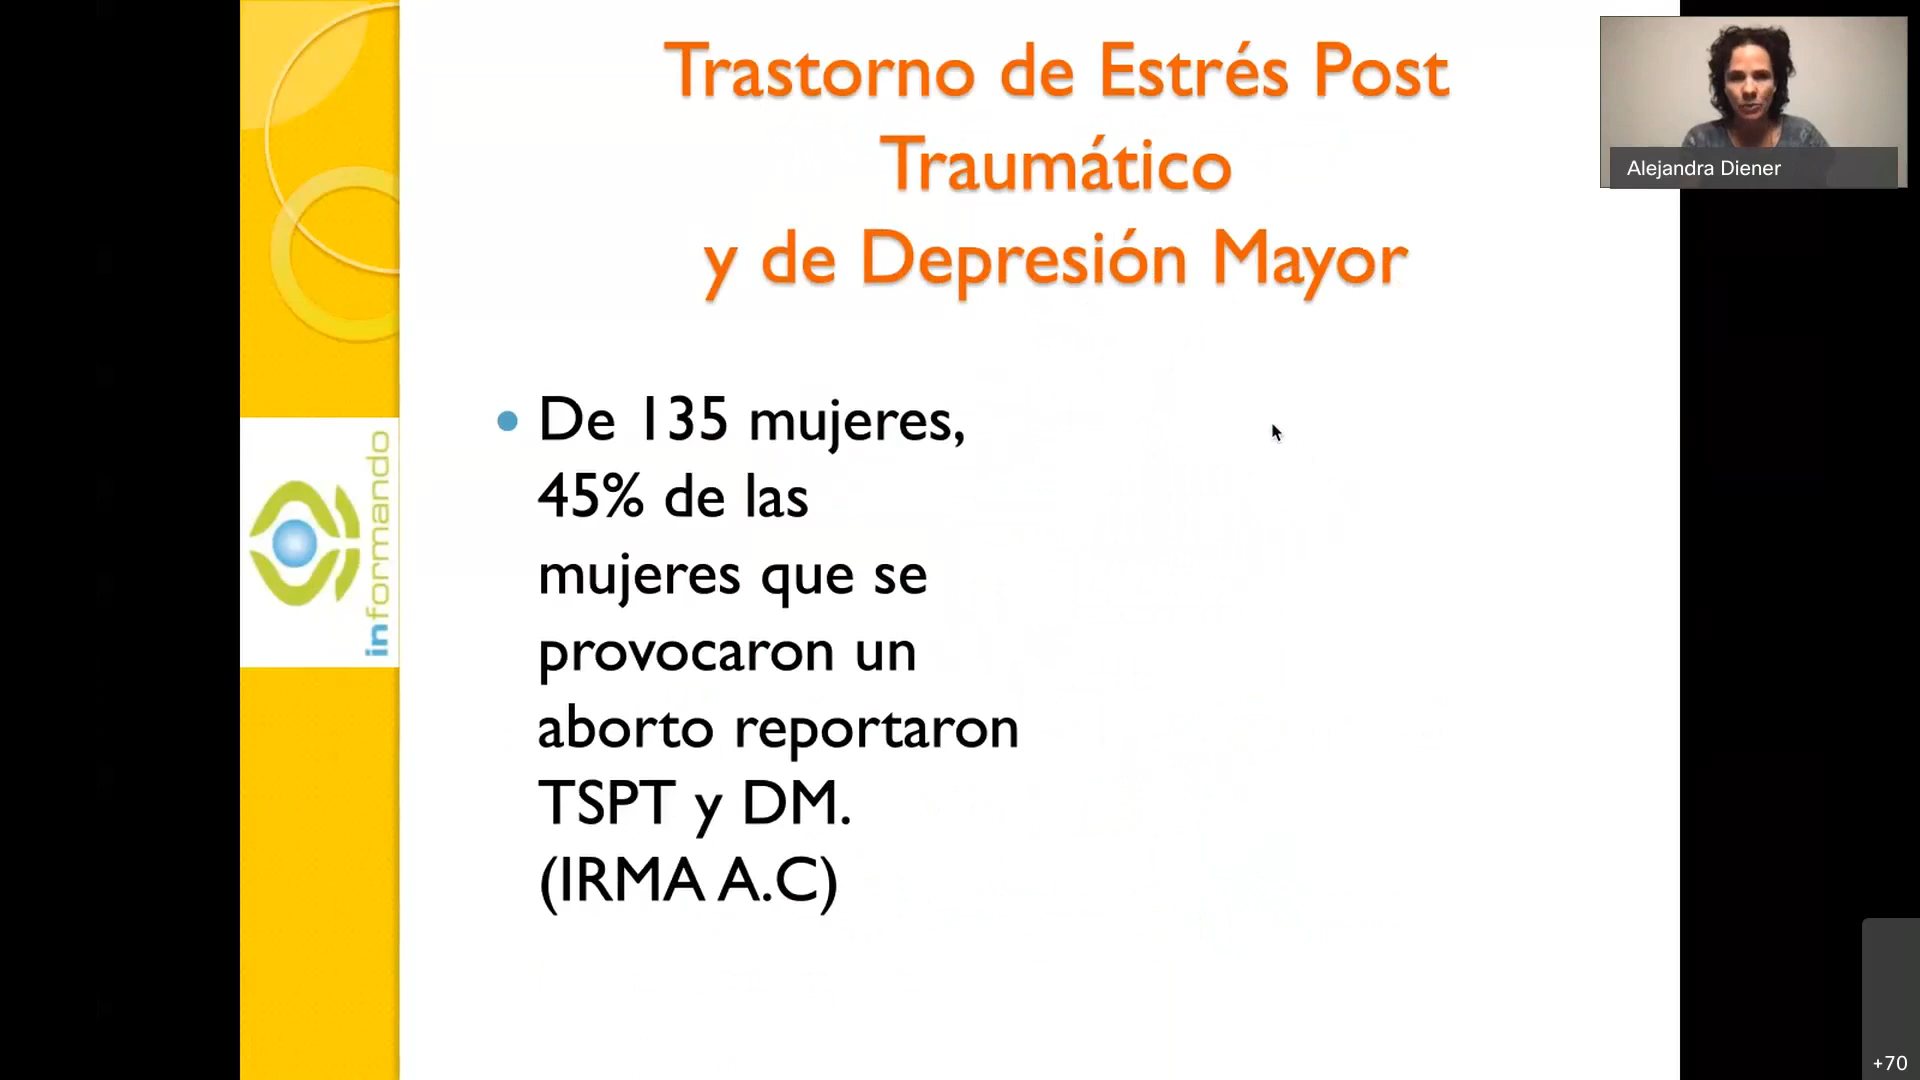 Trastorno de Estrés Post
Traumático
y de Depresión Mayor
De 135 mujeres,
45% de las
mujeres que se
provocaron un
aborto reportaron
TSPT y DM.
(IRMA A.C)
informando
Alejandra Diener
+70